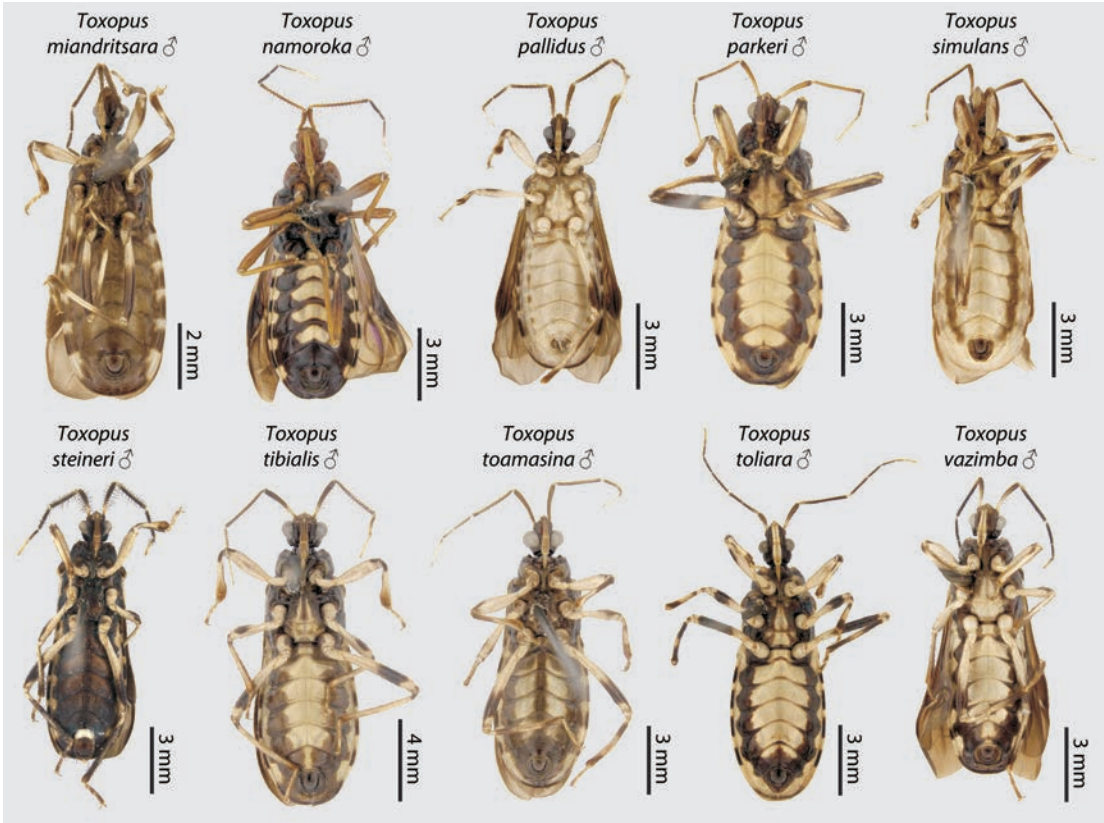 Toxopus
miandritsara ♂
Toxopus
namoroka ♂
Toxopus
pallidus ♂
Toxopus
parkeri ♂
Toxopus
simulans ♂
2 mm
3 mm
3 mm
3 mm
3 mm
Toxopus
steineri ♂
Toxopus
tibialis ♂
Toxopus
toamasina ♂
Toxopus
toliara ♂
Toxopus
vazimba ♂
3 mm
4 mm
3 mm
3 mm
3 mm